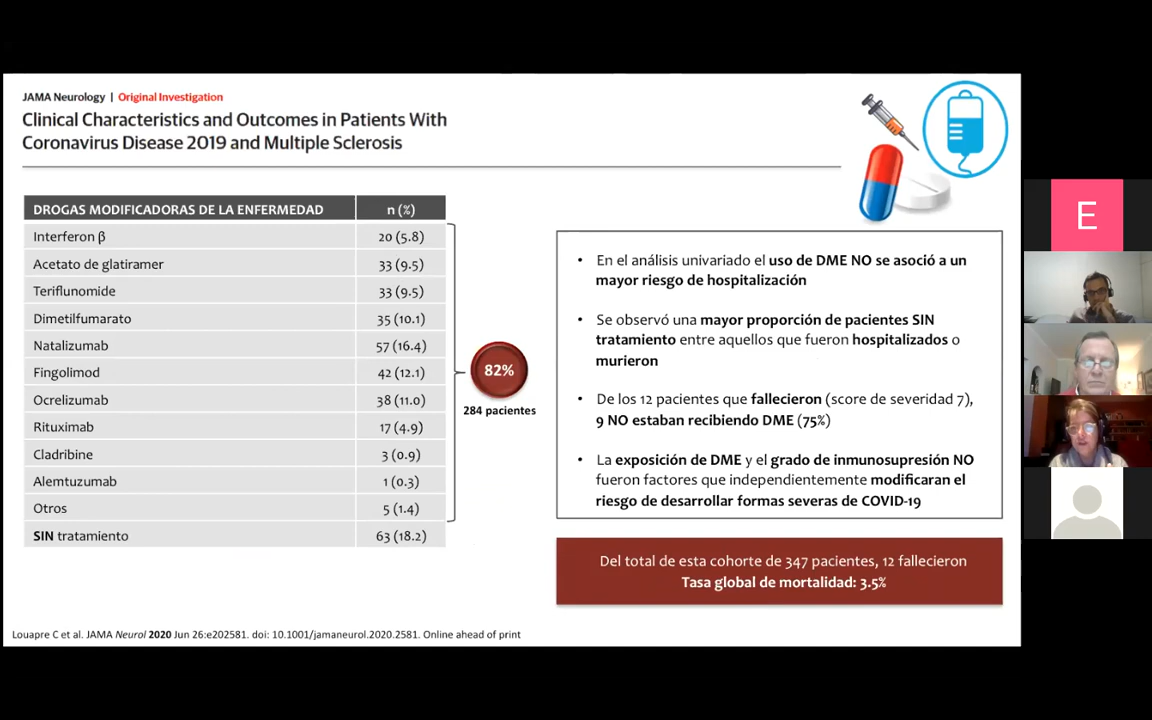 JAMA Neurology | Original Investigation
Clinical Characteristics and Outcomes in Patients With
Coronavirus Disease 2019 and Multiple Sclerosis
DROGAS MODIFICADORAS DE LA ENFERMEDAD n (%)
Interferon β 20 (5.8)
Acetato de glatiramer 33 (9.5)
Teriflunomide 33 (9.5)
Dimetilfumarato 35 (10.1)
Natalizumab 57 (16.4)
Fingolimod 42 (12.1)
Ocrelizumab 38 (11.0)
Rituximab 17 (4.9)
Cladribine 3 (0.9)
Alemtuzumab 1 (0.3)
Otros 5 (1.4)
SIN tratamiento 63 (18.2)
82%
284 pacientes
• En el análisis univariado el uso de DME NO se asoció a un
mayor riesgo de hospitalización
• Se observó una mayor proporción de pacientes SIN
tratamiento entre aquellos que fueron hospitalizados o
murieron
• De los 12 pacientes que fallecieron (score de severidad 7),
9 NO estaban recibiendo DME (75%)
• La exposición de DME y el grado de inmunosupresión NO
fueron factores que independientemente modificaran el
riesgo de desarrollar formas severas de COVID-19
Del total de esta cohorte de 347 pacientes, 12 fallecieron
Tasa global de mortalidad: 3.5%
Louapre C et al. JAMA Neurol 2020 Jun 26:e202581. doi: 10.1001/jamaneurol.2020.2581. Online ahead of print
E